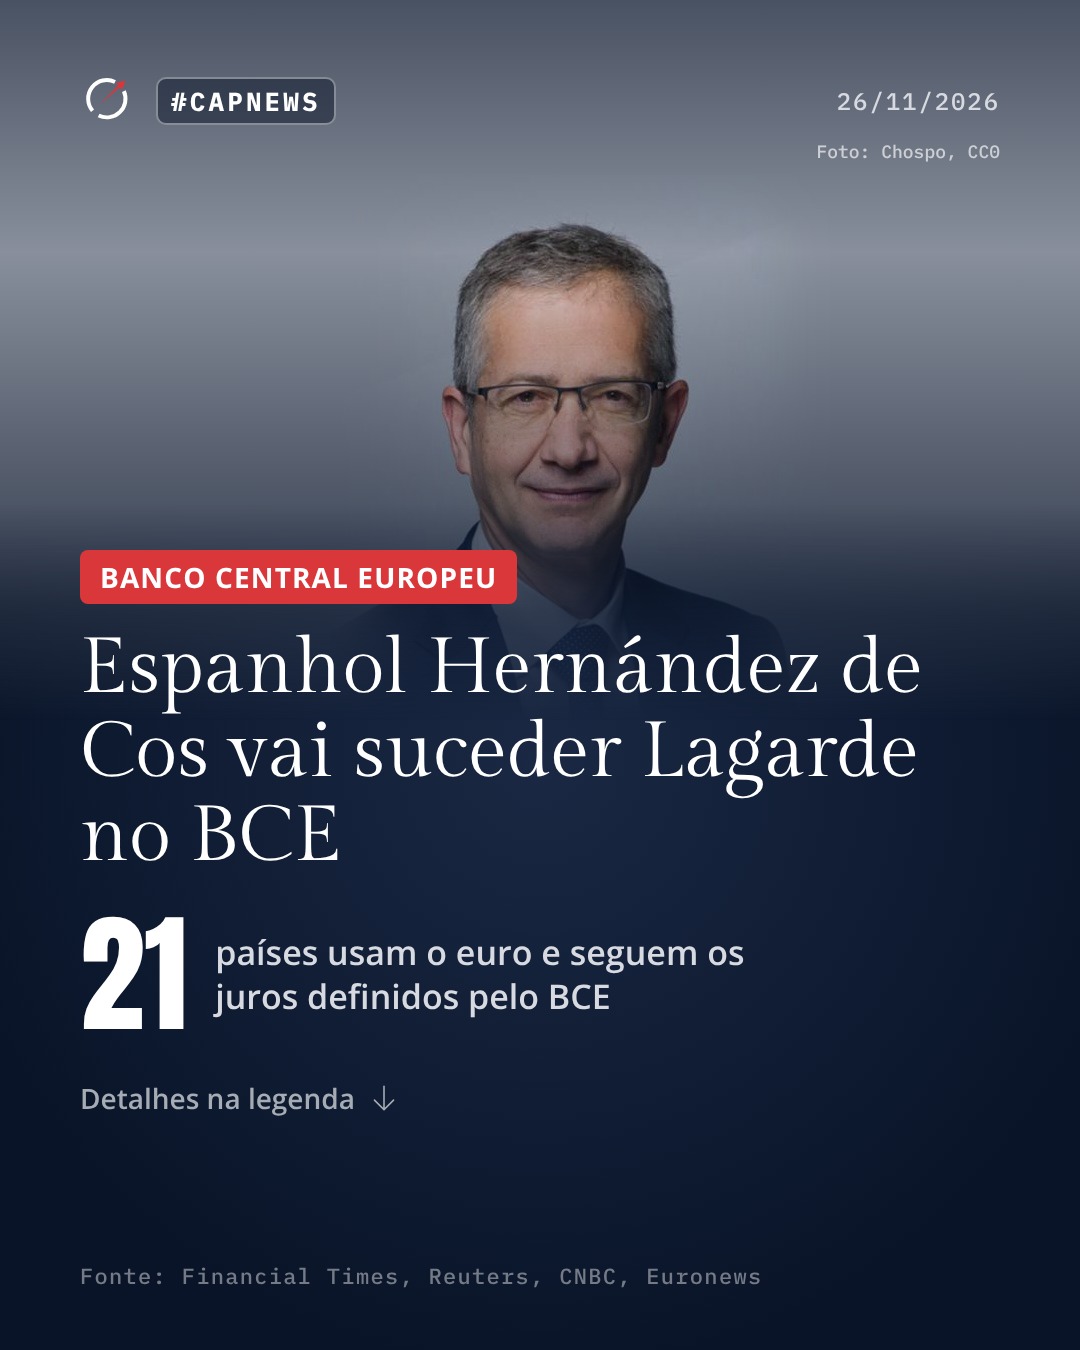 #CAPNEWS
26/11/2026
Foto: Chospo, CC0
BANCO CENTRAL EUROPEU
Espanhol Hernández de
Cos vai suceder Lagarde
no BCE
21
países usam o euro e seguem os
juros definidos pelo BCE
Detalhes na legenda ↓
Fonte: Financial Times, Reuters, CNBC, Euronews